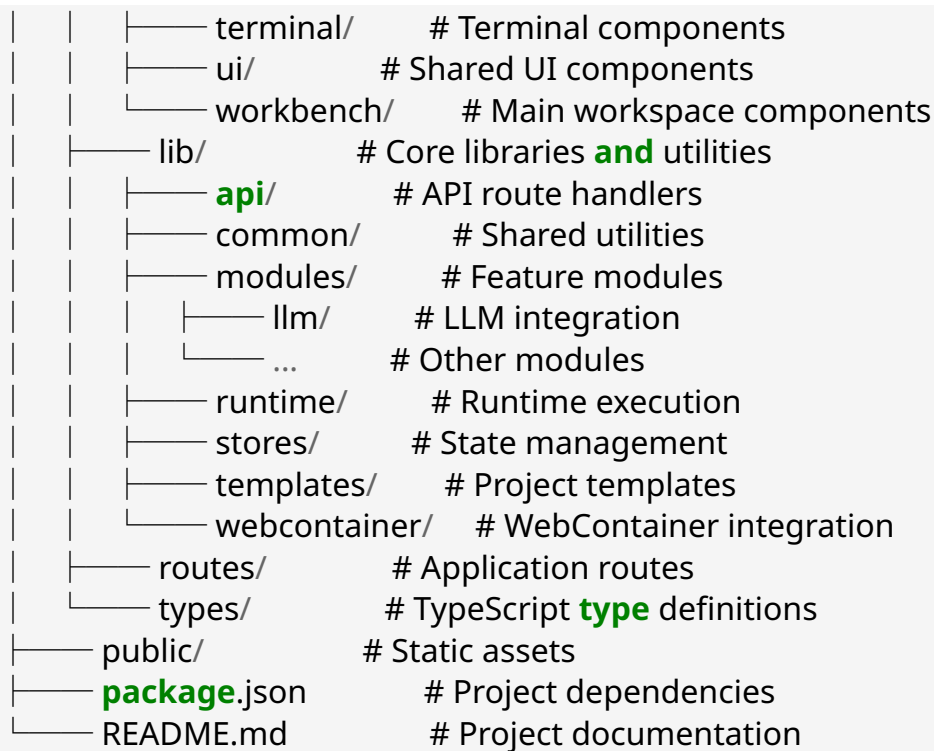 │   │   ├── terminal/     # Terminal components
│   │   ├── ui/           # Shared UI components
│   │   └── workbench/    # Main workspace components
│   ├── lib/              # Core libraries and utilities
│   │   ├── api/          # API route handlers
│   │   ├── common/       # Shared utilities
│   │   ├── modules/      # Feature modules
│   │   │   ├── llm/      # LLM integration
│   │   │   └── ...       # Other modules
│   │   ├── runtime/      # Runtime execution
│   │   ├── stores/       # State management
│   │   ├── templates/    # Project templates
│   │   └── webcontainer/ # WebContainer integration
│   ├── routes/           # Application routes
│   └── types/            # TypeScript type definitions
├── public/               # Static assets
├── package.json          # Project dependencies
└── README.md             # Project documentation